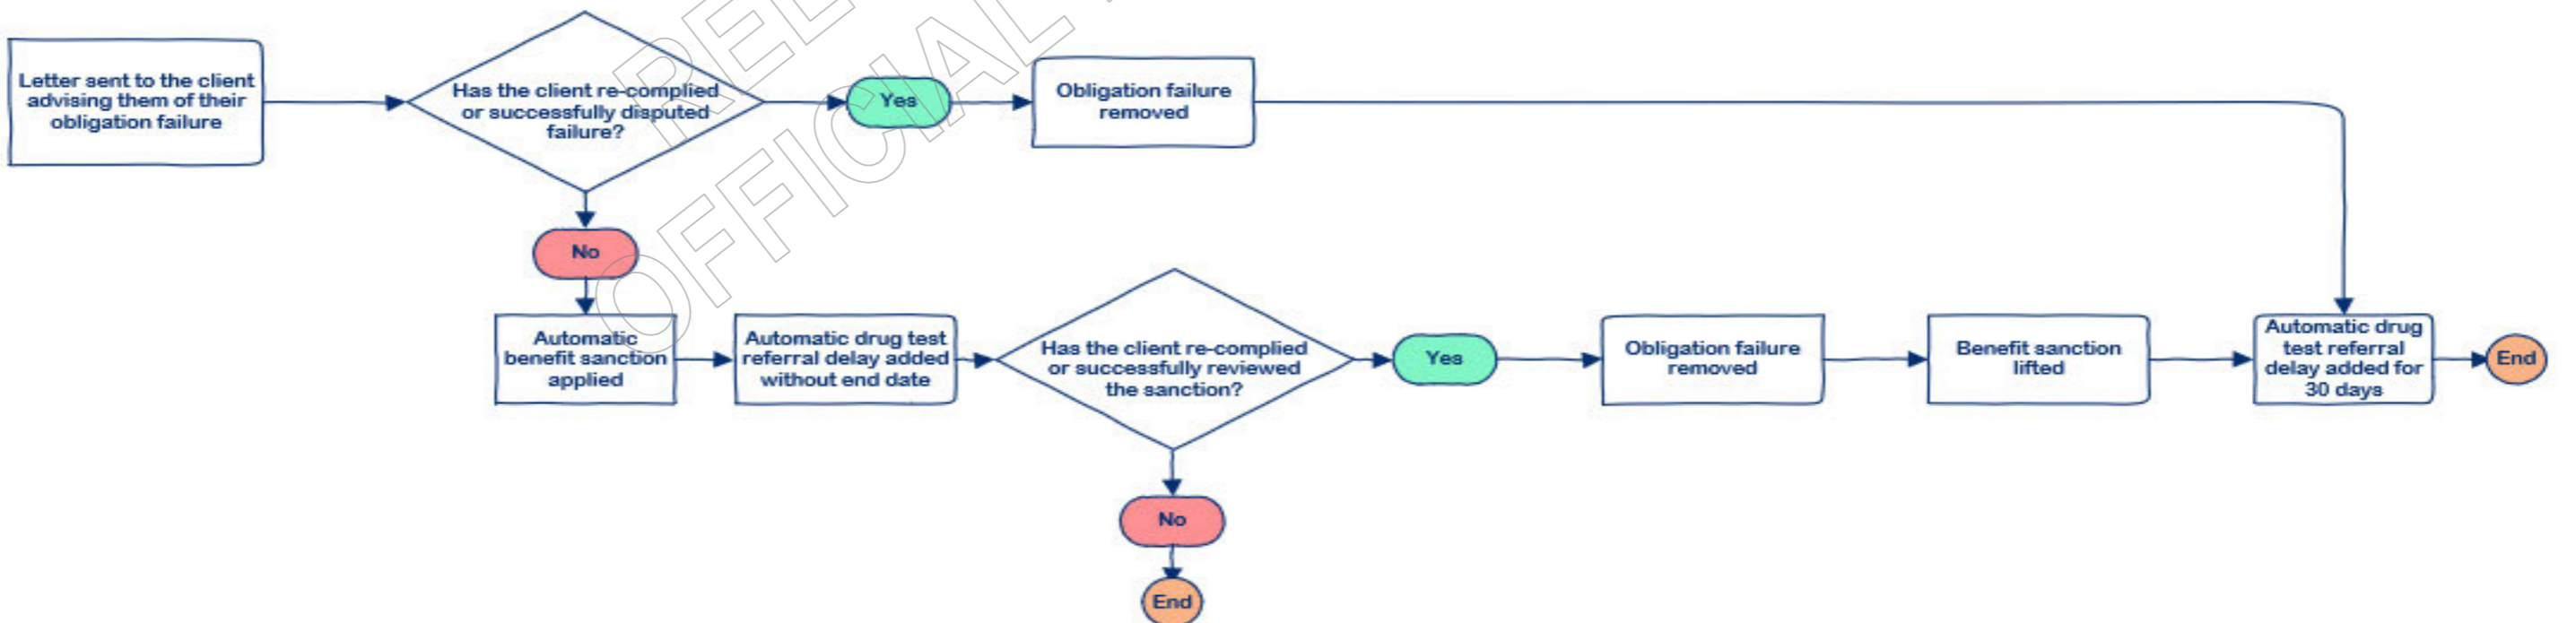 Letter sent to the client
advising them of their
obligation failure
Has the client re-complied
or successfully disputed
failure?
Yes
Obligation failure
removed
No
Automatic
benefit sanction
applied
Automatic drug test
referral delay added
without end date
Has the client re-complied
or successfully reviewed
the sanction?
Yes
Obligation failure
removed
Benefit sanction
lifted
Automatic drug
test referral
delay added for
30 days
End
No
End
REL
OFFICIAL